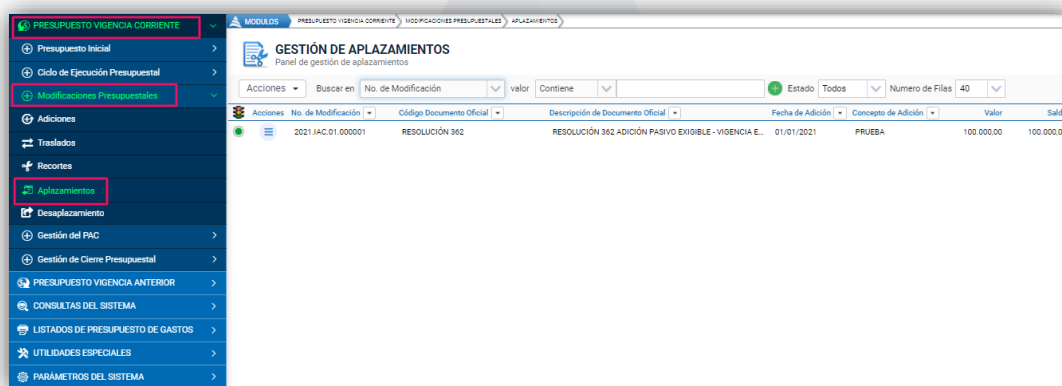 PRESUPUESTO VIGENCIA CORRIENTE
Presupuesto Inicial
Ciclo de Ejecución Presupuestal
Modificaciones Presupuestales
Adiciones
Traslados
Recortes
Aplazamientos
Desaplazamiento
Gestión del PAC
Gestión de Cierre Presupuestal
PRESUPUESTO VIGENCIA ANTERIOR
CONSULTAS DEL SISTEMA
LISTADOS DE PRESUPUESTO DE GASTOS
UTILIDADES ESPECIALES
PARÁMETROS DEL SISTEMA
MODULOS PRESUPUESTO VIGENCIA CORRIENTE MODIFICACIONES PRESUPUESTALES APLAZAMIENTOS
GESTIÓN DE APLAZAMIENTOS
Panel de gestión de aplazamientos
Acciones Buscar en No. de Modificación valor Contiene Estado Todos Numero de Filas 40
Acciones No. de Modificación Código Documento Oficial Descripción de Documento Oficial Fecha de Adición Concepto de Adición Valor Sald
2021.IAC.01.000001 RESOLUCIÓN 362 RESOLUCIÓN 362 ADICIÓN PASIVO EXIGIBLE - VIGENCIA E... 01/01/2021 PRUEBA 100.000,00 100.000,0